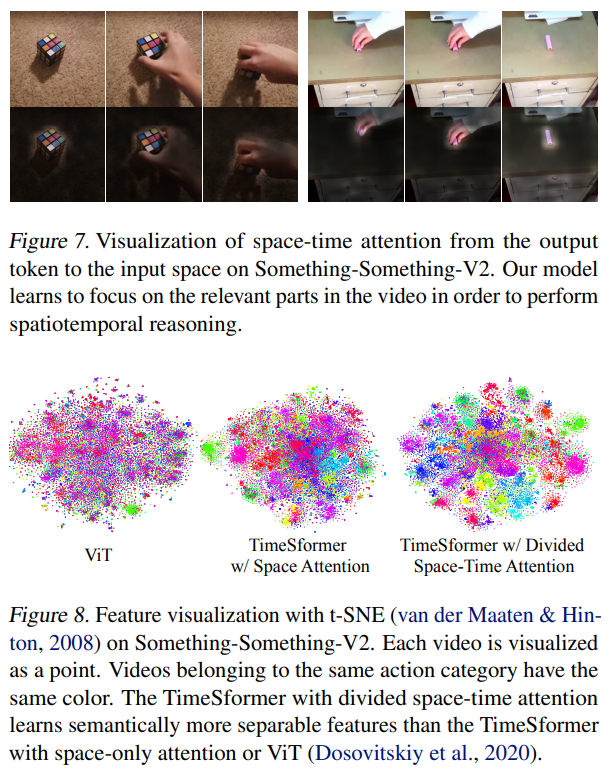 Figure 7. Visualization of space-time attention from the output
token to the input space on Something-Something-V2. Our model
learns to focus on the relevant parts in the video in order to perform
spatiotemporal reasoning.
ViT
TimeSformer
w/ Space Attention
TimeSformer w/ Divided
Space-Time Attention
Figure 8. Feature visualization with t-SNE (van der Maaten & Hin-
ton, 2008) on Something-Something-V2. Each video is visualized
as a point. Videos belonging to the same action category have the
same color. The TimeSformer with divided space-time attention
learns semantically more separable features than the TimeSformer
with space-only attention or ViT (Dosovitskiy et al., 2020).